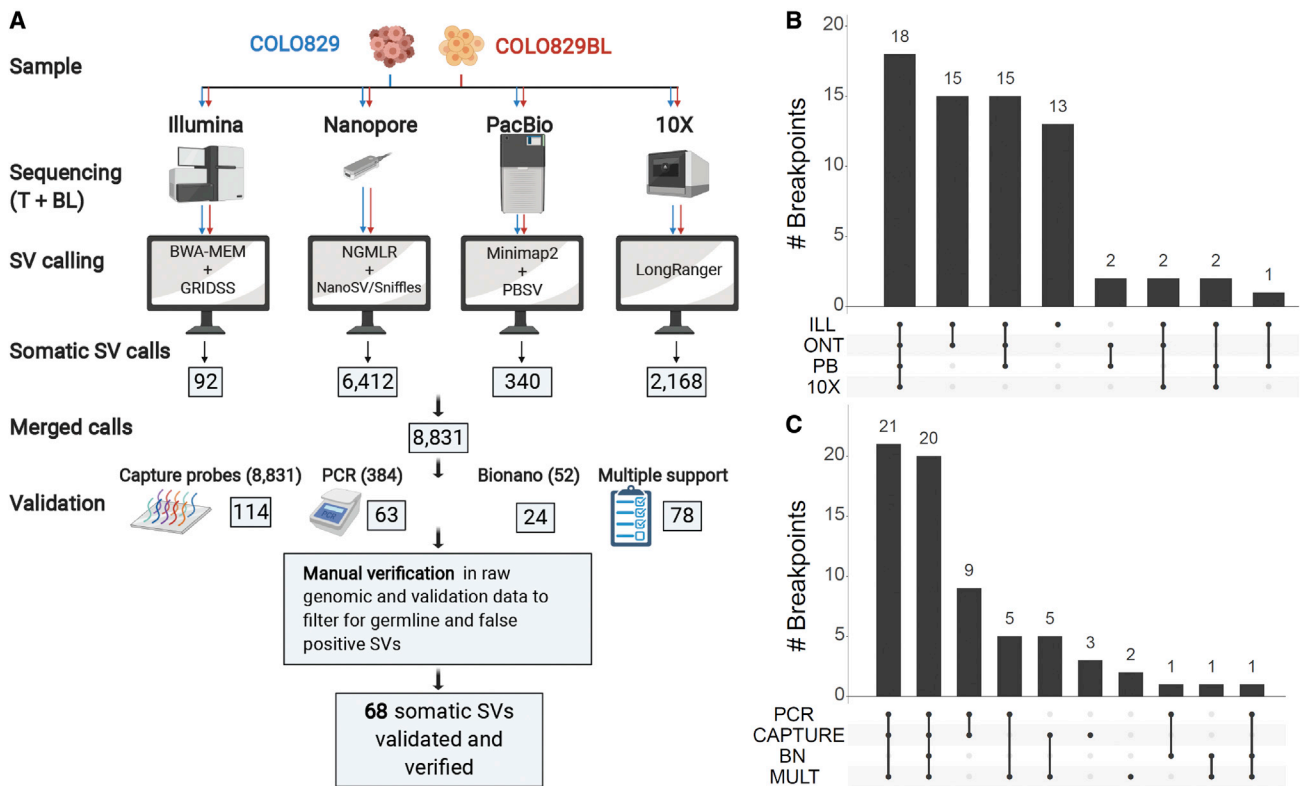 A
COLO829
COLO829BL
Sample
Illumina
Nanopore
PacBio
10X
Sequencing
(T + BL)
SV calling
BWA-MEM
+
GRIDSS
NGMLR
+
NanoSV/Sniffles
Minimap2
+
PBSV
LongRanger
Somatic SV calls
92
6,412
340
2,168
Merged calls
8,831
Validation
Capture probes (8,831)
114
PCR (384)
PCR
63
Bionano (52)
24
Multiple support
78
Manual verification in raw
genomic and validation data to
filter for germline and false
positive SVs
68 somatic SVs
validated and
verified
B
# Breakpoints
20
15
10
5
0
18
15
15
13
2
2
2
1
ILL
ONT
PB
10X
C
# Breakpoints
20
15
10
5
0
21
20
9
5
5
3
2
1
1
1
PCR
CAPTURE
BN
MULT